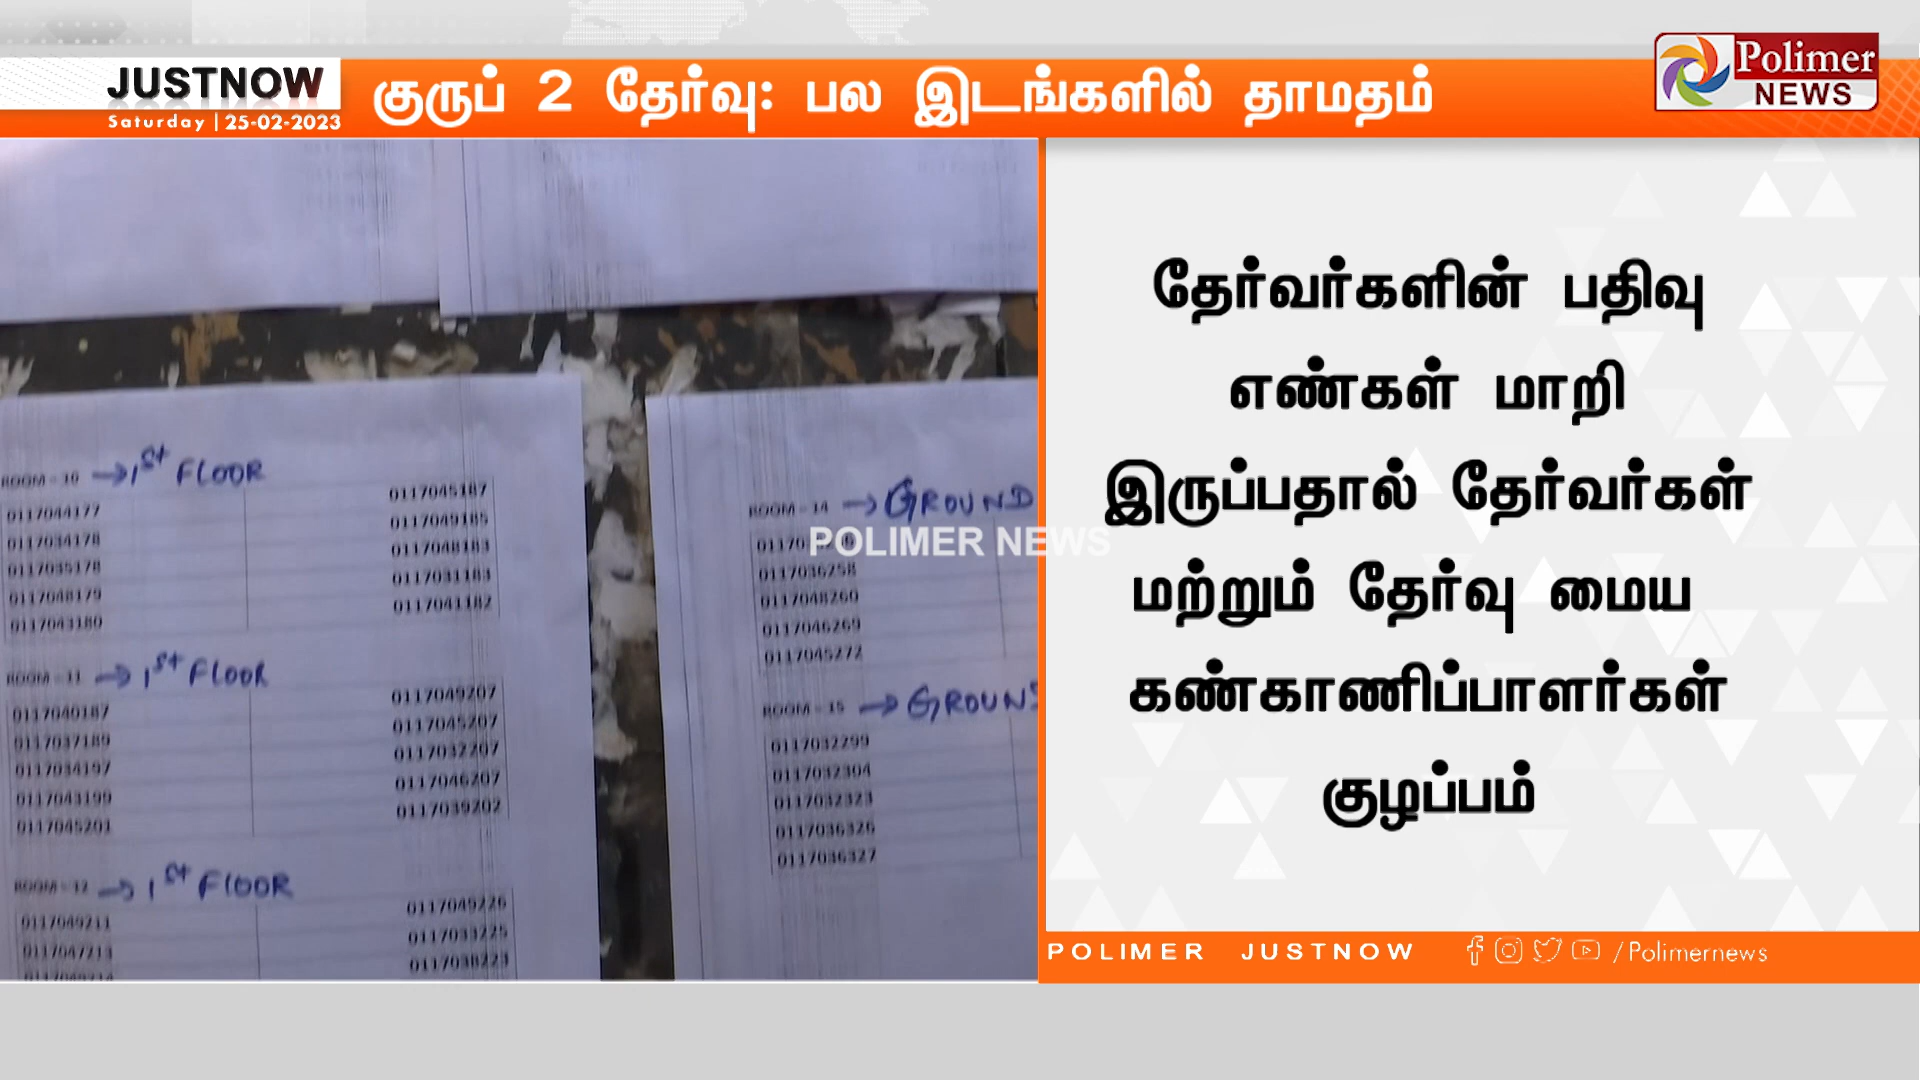 JUSTNOW
Saturday | 25-02-2023
குருப் 2 தேர்வு: பல இடங்களில் தாமதம்
Polimer
NEWS
ROOM - 10 → 1st FLOOR
0117044177 0117045187
0117034178 0117049185
0117035178 0117048183
0117048179 0117031183
0117043180 0117041182
ROOM - 11 → 1st FLOOR
0117040187 0117049207
0117037189 0117045207
0117034197 0117032207
0117043199 0117046207
0117045201 0117039202
ROOM - 12 → 1st FLOOR
0117049211 0117049226
0117047213 0117033225
0117038223
ROOM - 14 → GROUND
0117036258
0117048260
0117046269
0117045272
ROOM - 15 → GROUND
0117032299
0117032304
0117032323
0117036326
0117036327
POLIMER NEWS
தேர்வர்களின் பதிவு
எண்கள் மாறி
இருப்பதால் தேர்வர்கள்
மற்றும் தேர்வு மைய
கண்காணிப்பாளர்கள்
குழப்பம்
POLIMER JUSTNOW
/Polimernews